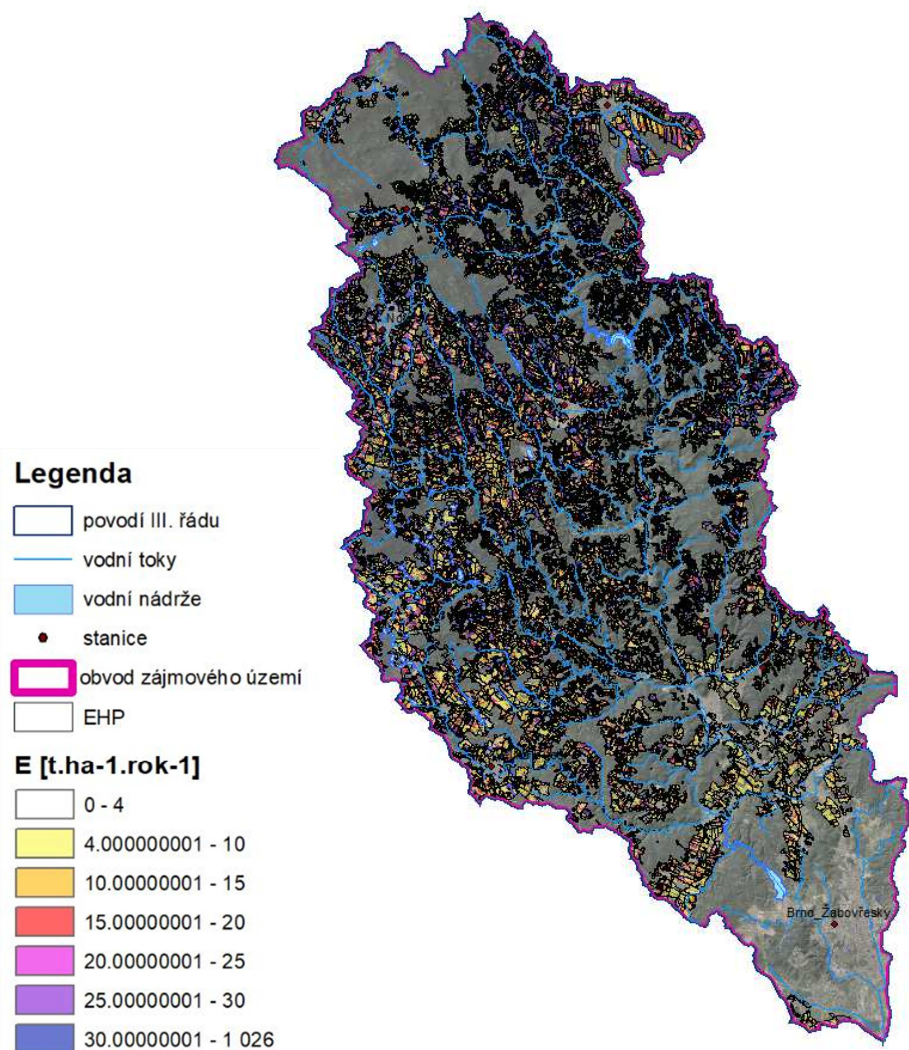 Legenda
povodí III. řádu
vodní toky
vodní nádrže
stanice
obvod zájmového území
EHP
E [t.ha-1.rok-1]
0 - 4
4.000000001 - 10
10.00000001 - 15
15.00000001 - 20
20.00000001 - 25
25.00000001 - 30
30.00000001 - 1 026
Brno_Žabovřesky